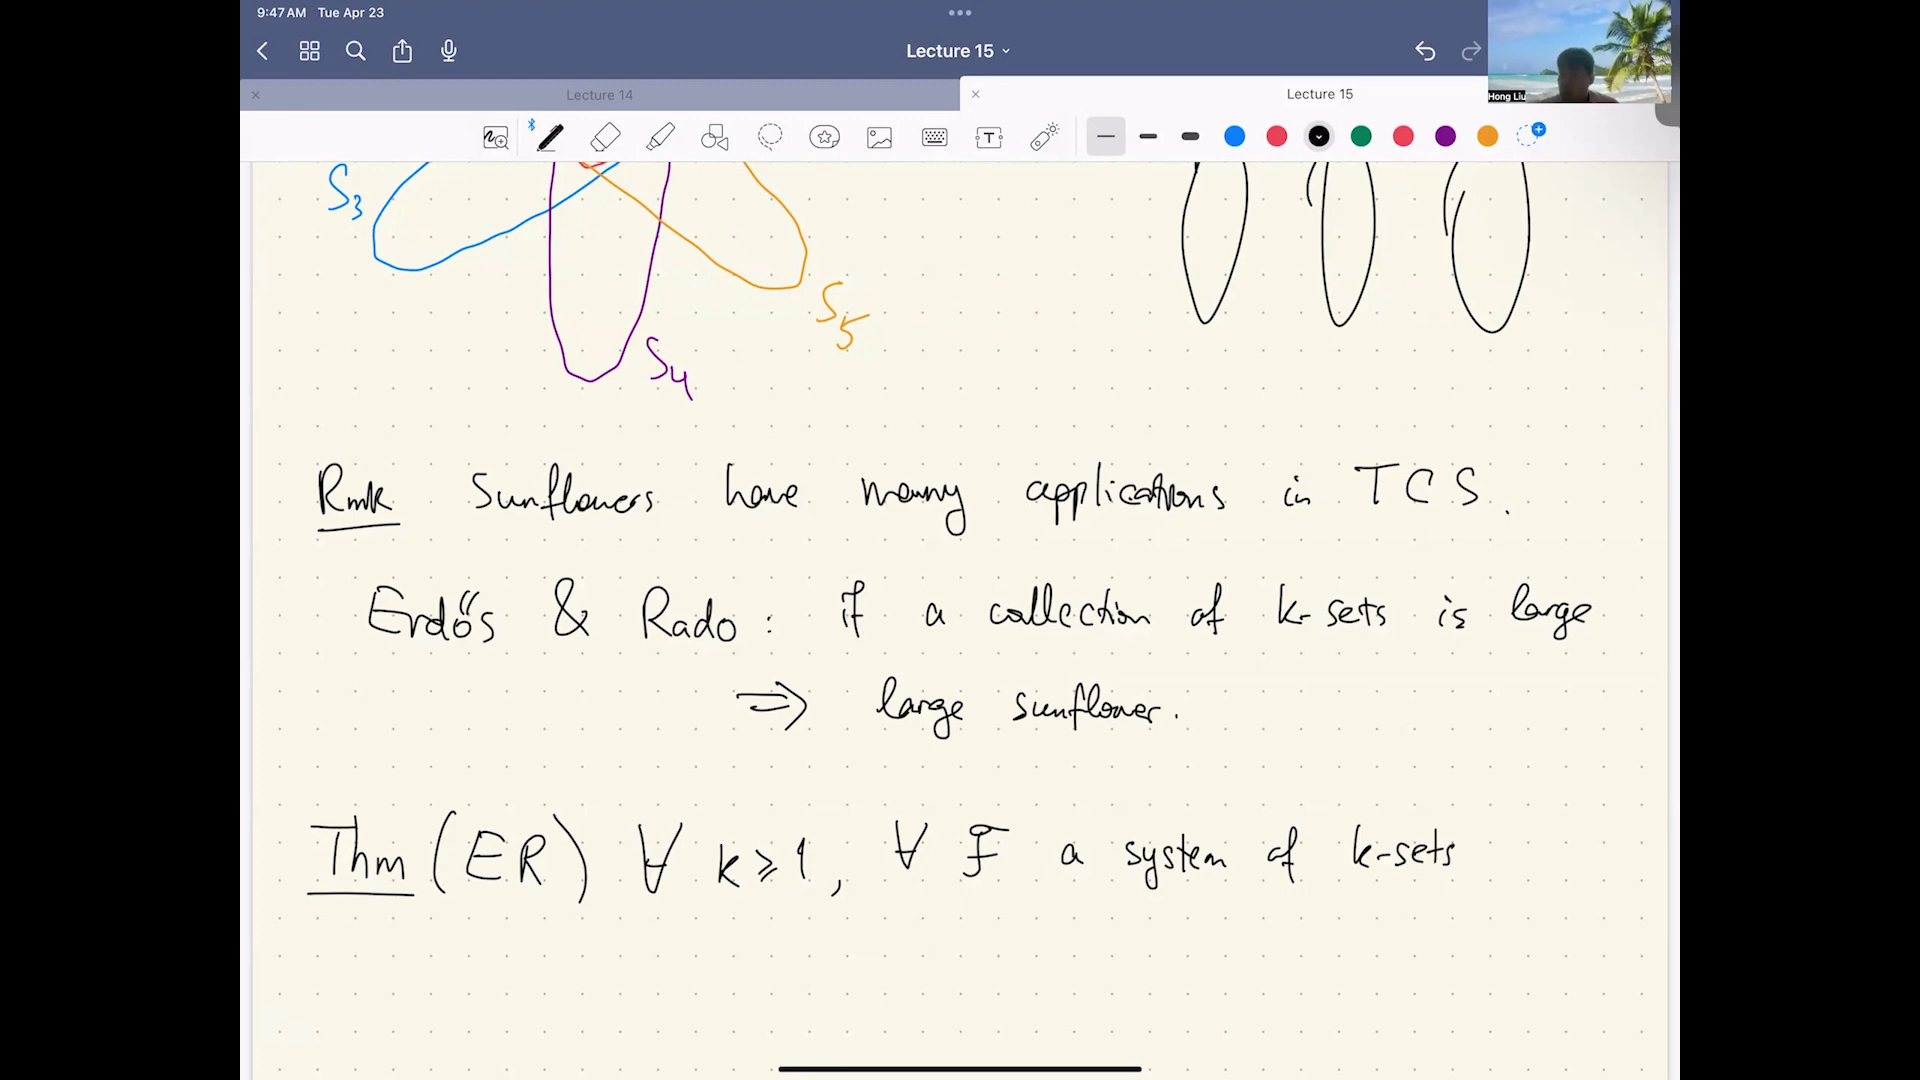 9:47 AM Tue Apr 23
Lecture 15
Lecture 14
Lecture 15
Hong Liu
S₃
S₅
S₄
Rmk Sunflowers have many applications in TCS.
Erdős & Rado: if a collection of k-sets is large
⇒ large sunflower.
Thm (ER) ∀ k ≥ 1, ∀ F a system of k-sets